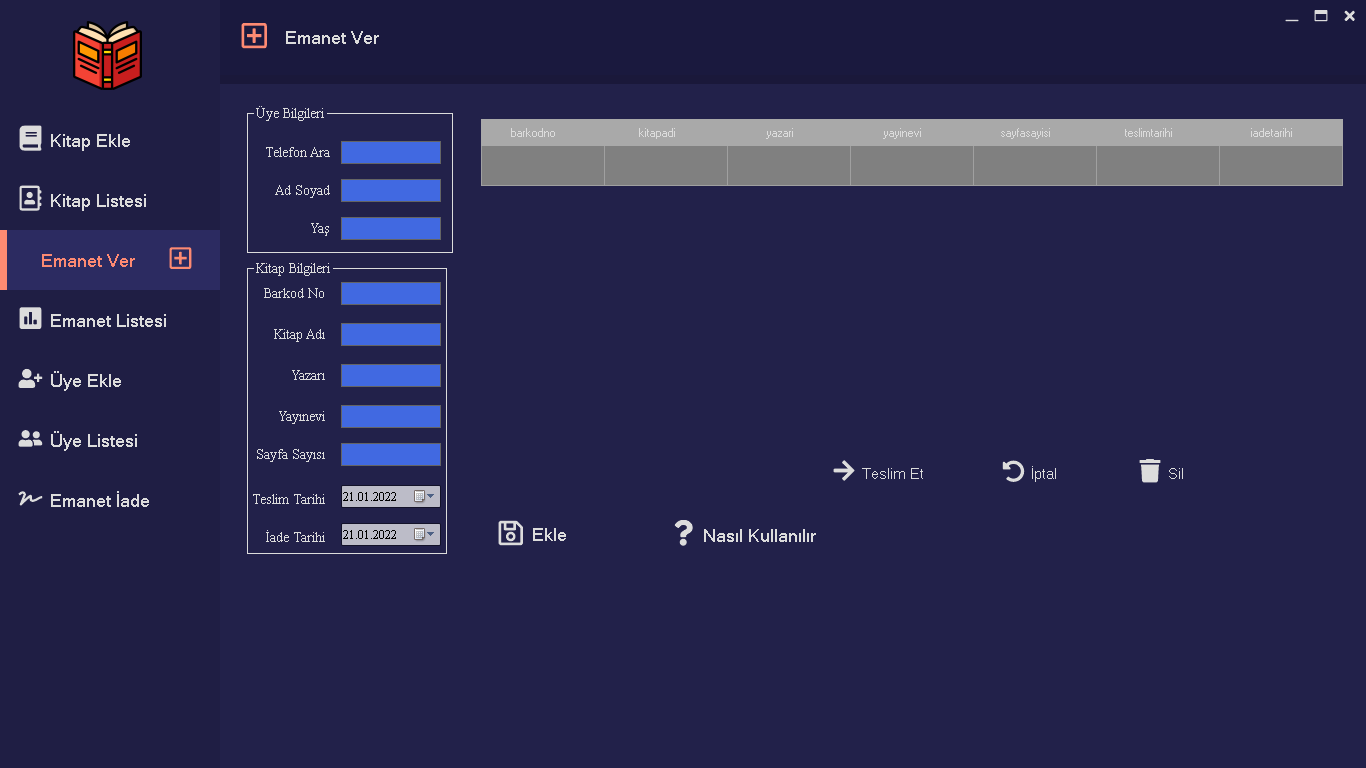 Emanet Ver
Kitap Ekle
Kitap Listesi
Emanet Ver
Emanet Listesi
Üye Ekle
Üye Listesi
Emanet İade
Üye Bilgileri
Telefon Ara
Ad Soyad
Yaş
Kitap Bilgileri
Barkod No
Kitap Adı
Yazarı
Yayınevi
Sayfa Sayısı
Teslim Tarihi 21.01.2022
İade Tarihi 21.01.2022
barkodno kitapadi yazari yayinevi sayfasayisi teslimtarihi iadetarihi
Teslim Et İptal Sil
Ekle Nasıl Kullanılır